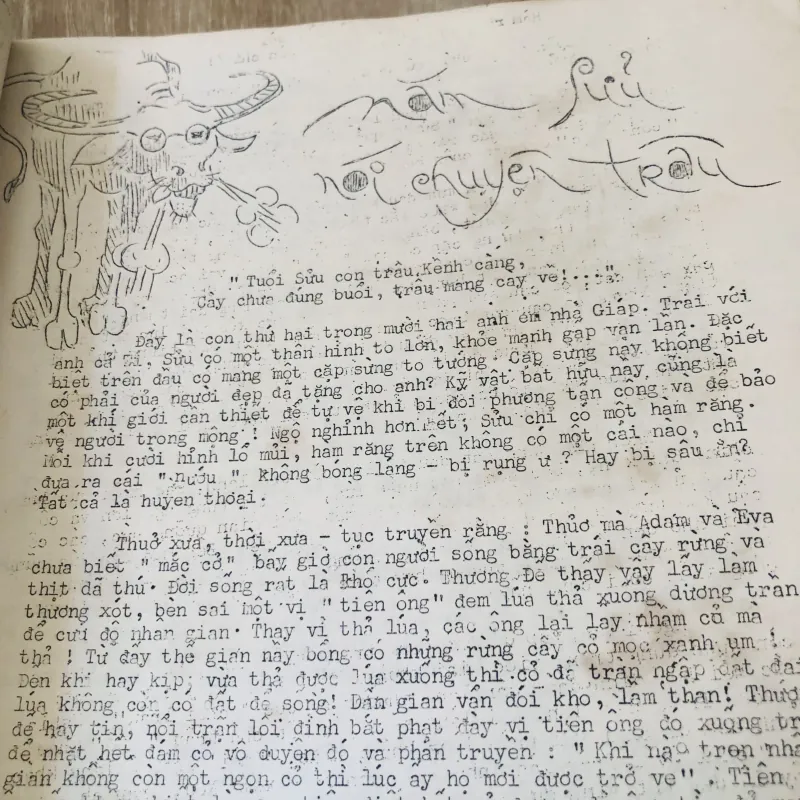 năm sửu
nói chuyện trâu
" Tuổi Sửu con trâu kềnh càng,
Cày chưa đúng buổi, trâu mang cày về!...."
Đây là con thứ hai trong mười hai anh em nhà Giáp. Trái với
anh cả Tí, Sửu có một thân hình to lớn, khỏe mạnh gấp vạn lần. Đặc
biệt trên đầu có mang một cặp sừng to tướng. Cặp sừng này không biết
có phải của người đẹp đã tặng cho anh? Kỷ vật bất hữu này cũng là
một khí giới cần thiết để tự vệ khi bị đối phương tấn công và để bảo
vệ người trong mộng ! Ngộ nghỉnh hơn hết, Sửu chỉ có một hàm răng.
Mỗi khi cười hỉnh lổ mũi, hàm răng trên không có một cái nào, chỉ
đưa ra cái " nướu " không bóng láng - bị rụng ư ? Hay bị sâu ăn?
Tất cả là huyền thoại.
Thuở xưa, thời xưa - tục truyền rằng : Thuở mà Adam và Eva
chưa biết " mắc cở" bấy giờ con người sống bằng trái cây rừng và
thịt dã thú. Đời sống rất là khổ cực. Thượng Đế thấy vậy lấy làm
thương xót, bèn sai một vị " tiên ông" đem lúa thả xuống dương trần
để cứu độ nhân gian. Thay vì thả lúa, các ông lại lấy nhầm cỏ mà
thả ! Từ đấy thế gian này bổng có những rừng cây cỏ mọc xanh um !
Đến khi hay kịp, vừa thả được lúa xuống thì cỏ đã tràn ngập đất đai
lúa không còn có đất để sống! Dân gian vẫn đói khổ, lầm than! Thượ
đế hay tin, nổi trận lôi đình bắt phạt đày vị tiên ông đó xuống tr
để nhặt hết đám cỏ vô duyên đó và phán truyền : " Khi nào trên nhâ
gian không còn một ngọn cỏ thì lúc ấy họ mới được trở về" . Tiên